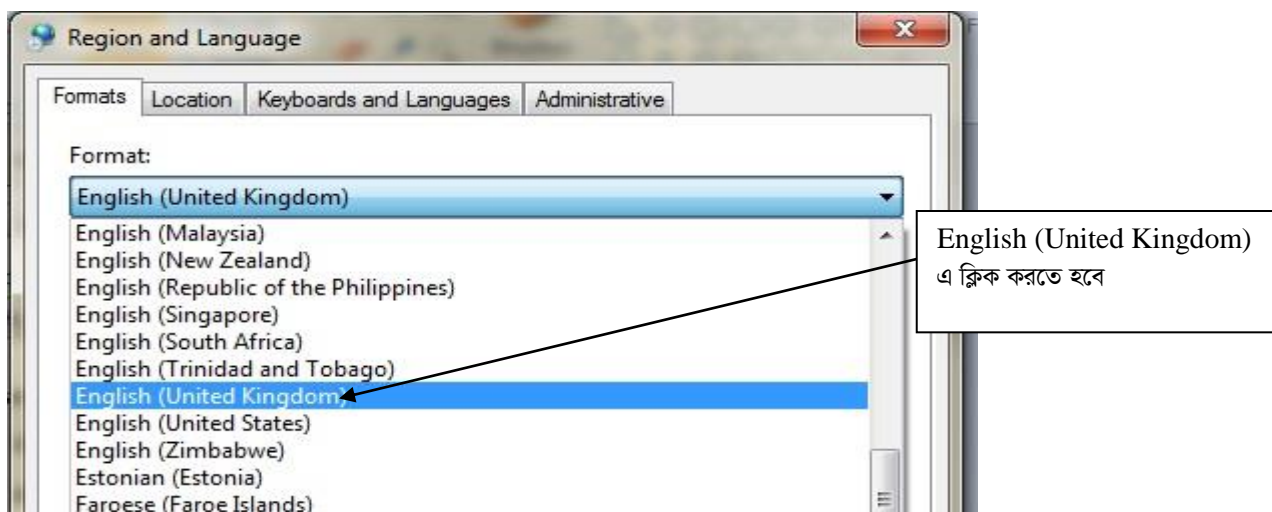 Region and Language
Formats Location Keyboards and Languages Administrative
Format:
English (United Kingdom)
English (Malaysia)
English (New Zealand)
English (Republic of the Philippines)
English (Singapore)
English (South Africa)
English (Trinidad and Tobago)
English (United Kingdom)
English (United States)
English (Zimbabwe)
Estonian (Estonia)
Faroese (Faroe Islands)
English (United Kingdom)
এ ক্লিক করতে হবে